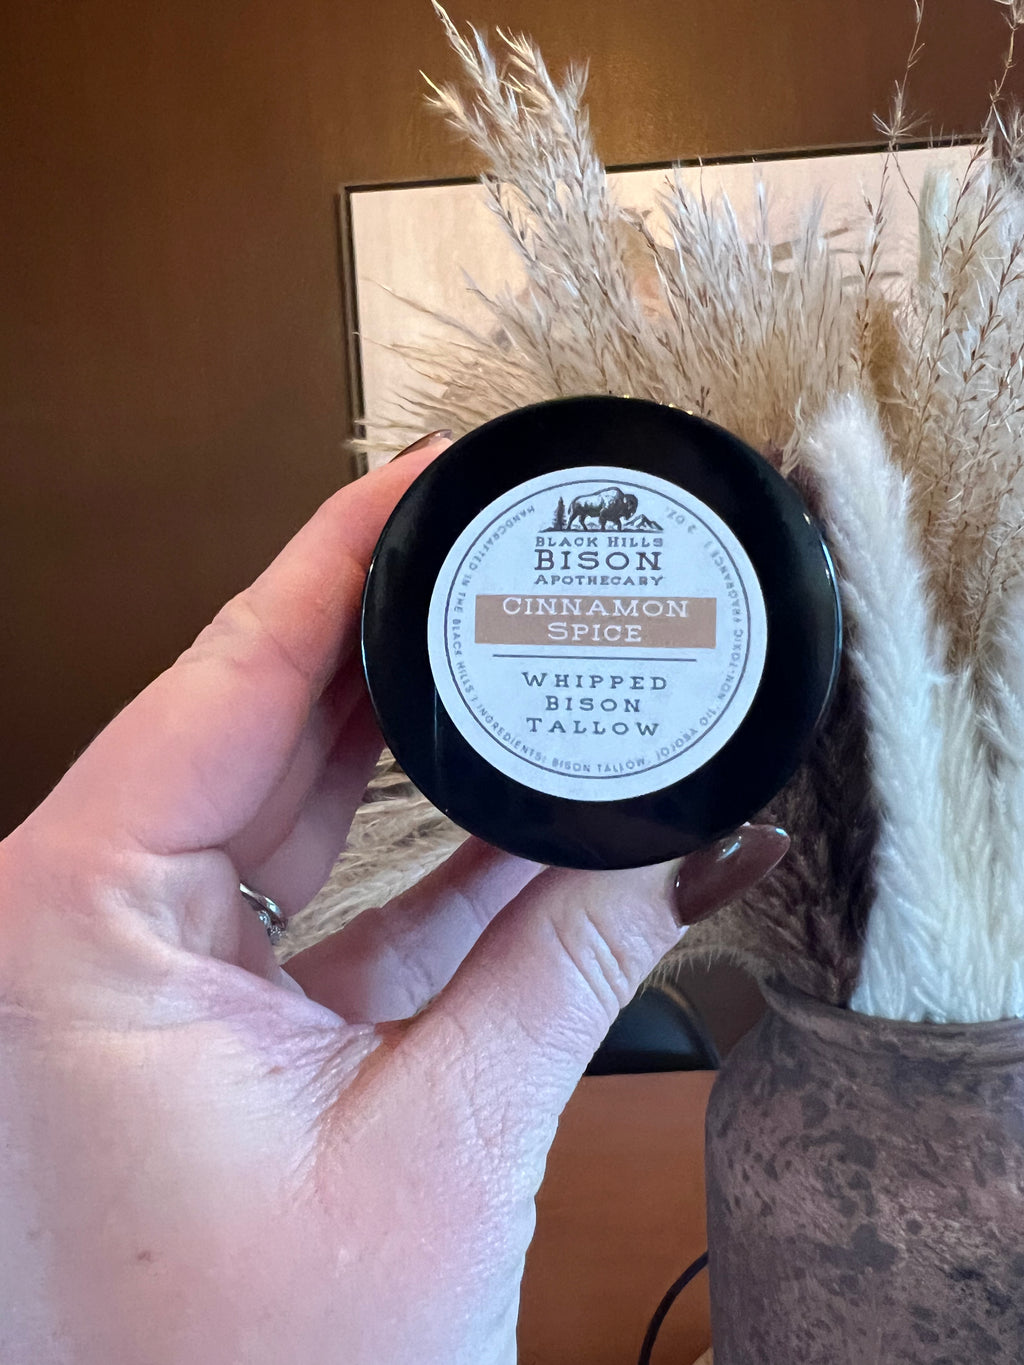 BLACK HILLS
BISON
APOTHECARY
CINNAMON
SPICE
WHIPPED
BISON
TALLOW
HANDCRAFTED IN THE BLACK HILLS | INGREDIENTS: BISON TALLOW, JOJOBA OIL, NON-TOXIC FRAGRANCE | 2 OZ.